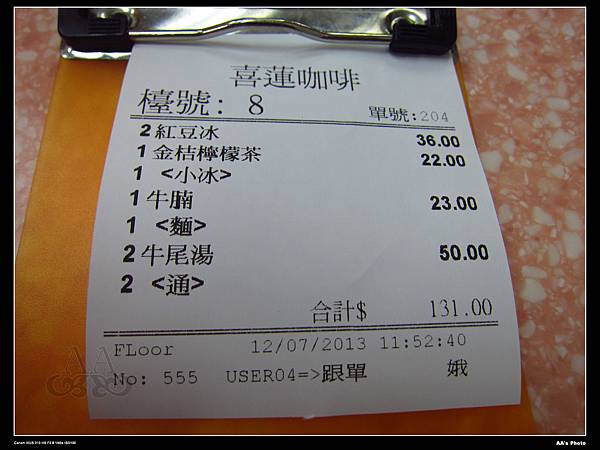 喜蓮咖啡
檯號: 8 單號:204
2 紅豆冰 36.00
1 金桔檸檬茶 22.00
1 <小冰>
1 牛腩 23.00
1 <麵>
2 牛尾湯 50.00
2 <通>
合計$ 131.00
FLoor 12/07/2013 11:52:40
No: 555 USER04=>跟單 娥
AA's Photo